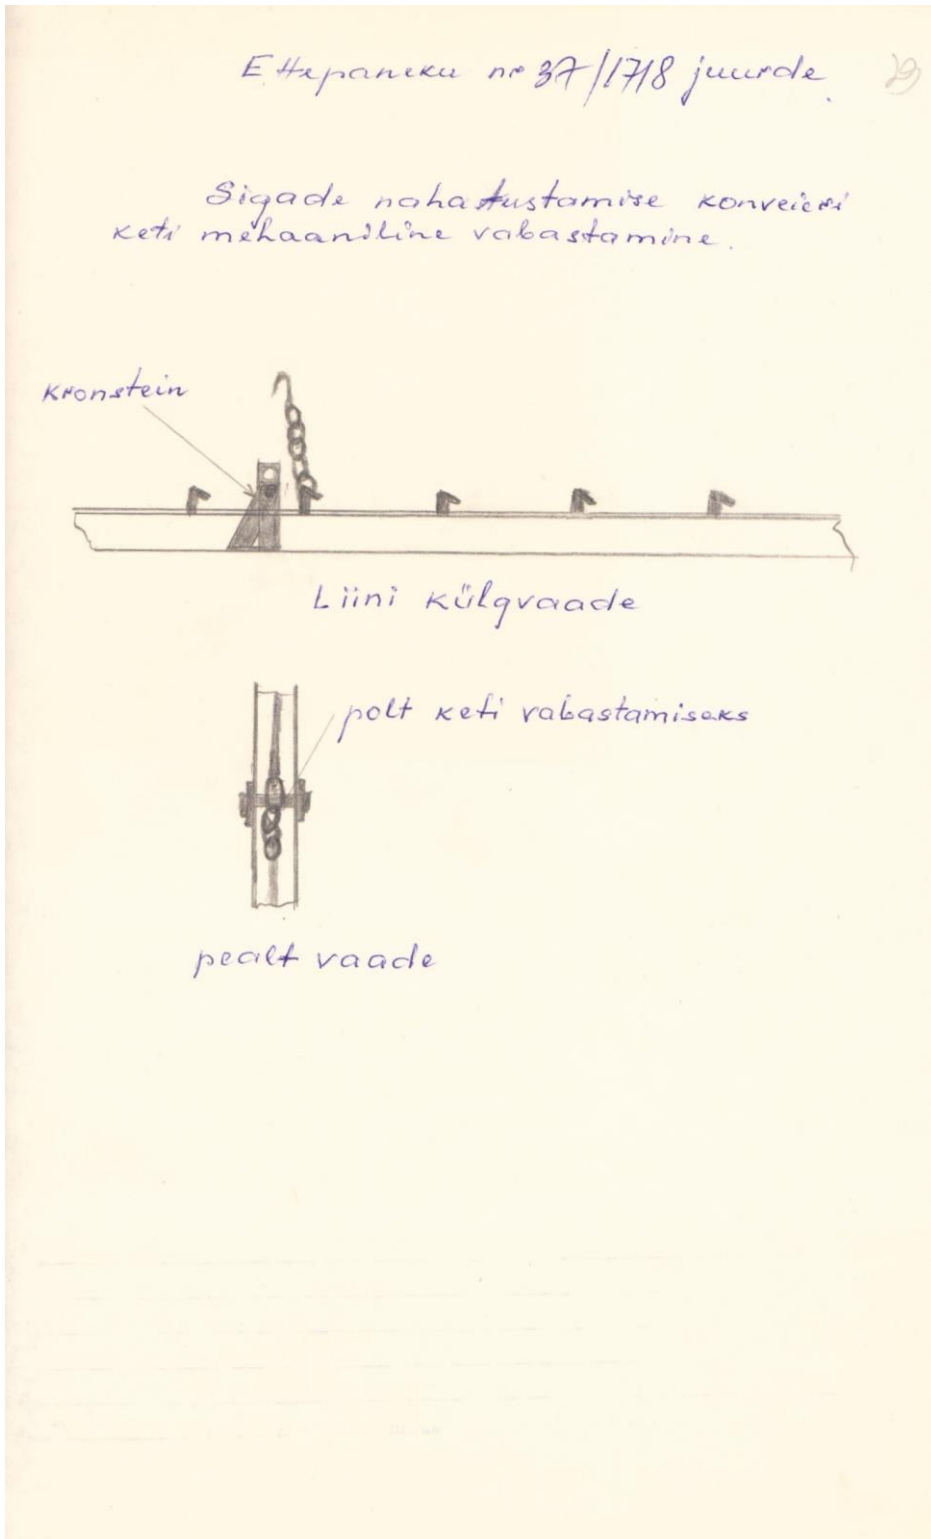 Ettepaneku nr 37/1718 juurde
29
Sigade nahastustamise konveieri
keti mehaaniline vabastamine.
kronstein
Liini külgvaade
polt keti vabastamiseks
pealt vaade